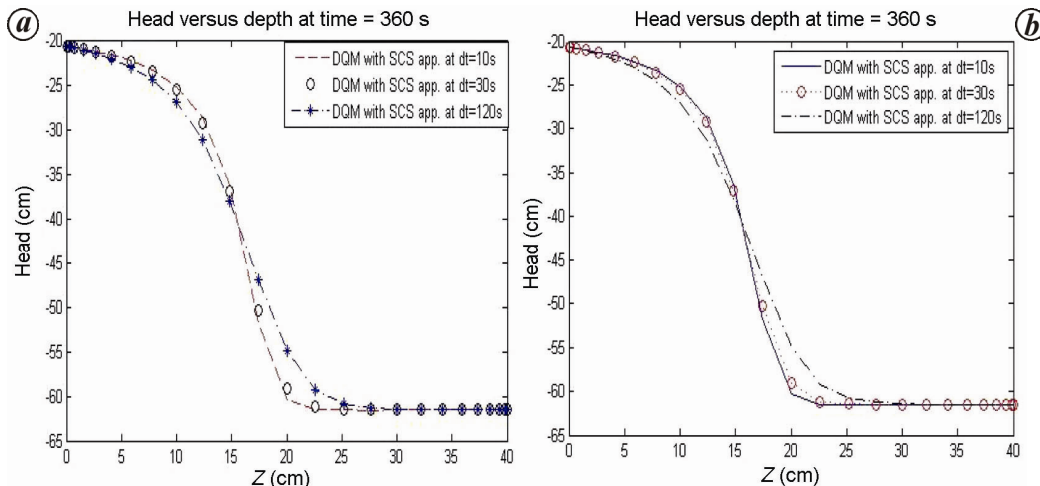 a
Head versus depth at time = 360 s
DQM with SCS app. at dt=10s
DQM with SCS app. at dt=30s
DQM with SCS app. at dt=120s
-20
-25
-30
-35
-40
-45
-50
-55
-60
-65
Head (cm)
0 5 10 15 20 25 30 35 40
Z (cm)
b
Head versus depth at time = 360 s
DQM with SCS app. at dt=10s
DQM with SCS app. at dt=30s
DQM with SCS app. at dt=120s
-20
-25
-30
-35
-40
-45
-50
-55
-60
-65
Head (cm)
0 5 10 15 20 25 30 35 40
Z (cm)